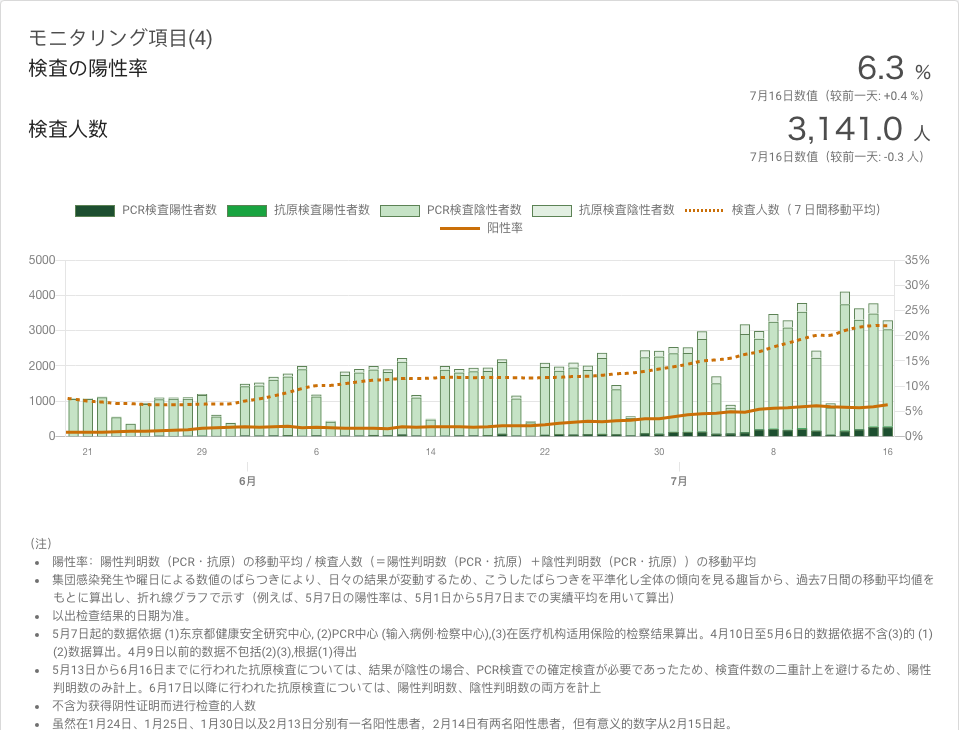 モニタリング項目(4)
検査の陽性率
6.3 %
7月16日数值（较前一天: +0.4 %）
検査人数
3,141.0 人
7月16日数值（较前一天: -0.3 人）
PCR検査陽性者数 抗原検査陽性者数 PCR検査陰性者数 抗原検査陰性者数 検査人数（７日間移動平均）
阳性率
5000 35%
30%
4000
25%
3000
20%
2000
15%
10%
1000
5%
0 0%
21 29 6 14 22 30 8 16
6月 7月
（注）
陽性率：陽性判明数（PCR・抗原）の移動平均 / 検査人数（＝陽性判明数（PCR・抗原）＋陰性判明数（PCR・抗原））の移動平均
集団感染発生や曜日による数値のばらつきにより、日々の結果が変動するため、こうしたばらつきを平準化し全体の傾向を見る趣旨から、過去7日間の移動平均値を
もとに算出し、折れ線グラフで示す（例えば、5月7日の陽性率は、5月1日から5月7日までの実績平均を用いて算出）
以出检查结果的日期为准。
5月7日起的数据依据 (1)东京都健康安全研究中心, (2)PCR中心 (输入病例·检察中心),(3)在医疗机构适用保险的检察结果算出。4月10日至5月6日的数据依据不含(3)的 (1)
(2)数据算出。4月9日以前的数据不包括(2)(3),根据(1)得出
5月13日から6月16日までに行われた抗原検査については、結果が陰性の場合、PCR検査での確定検査が必要であったため、検査件数の二重計上を避けるため、陽性
判明数のみ計上。6月17日以降に行われた抗原検査については、陽性判明数、陰性判明数の両方を計上
不含为获得阴性证明而进行检查的人数
虽然在1月24日、1月25日、1月30日以及2月13日分别有一名阳性患者，2月14日有两名阳性患者，但有意义的数字从2月15日起。